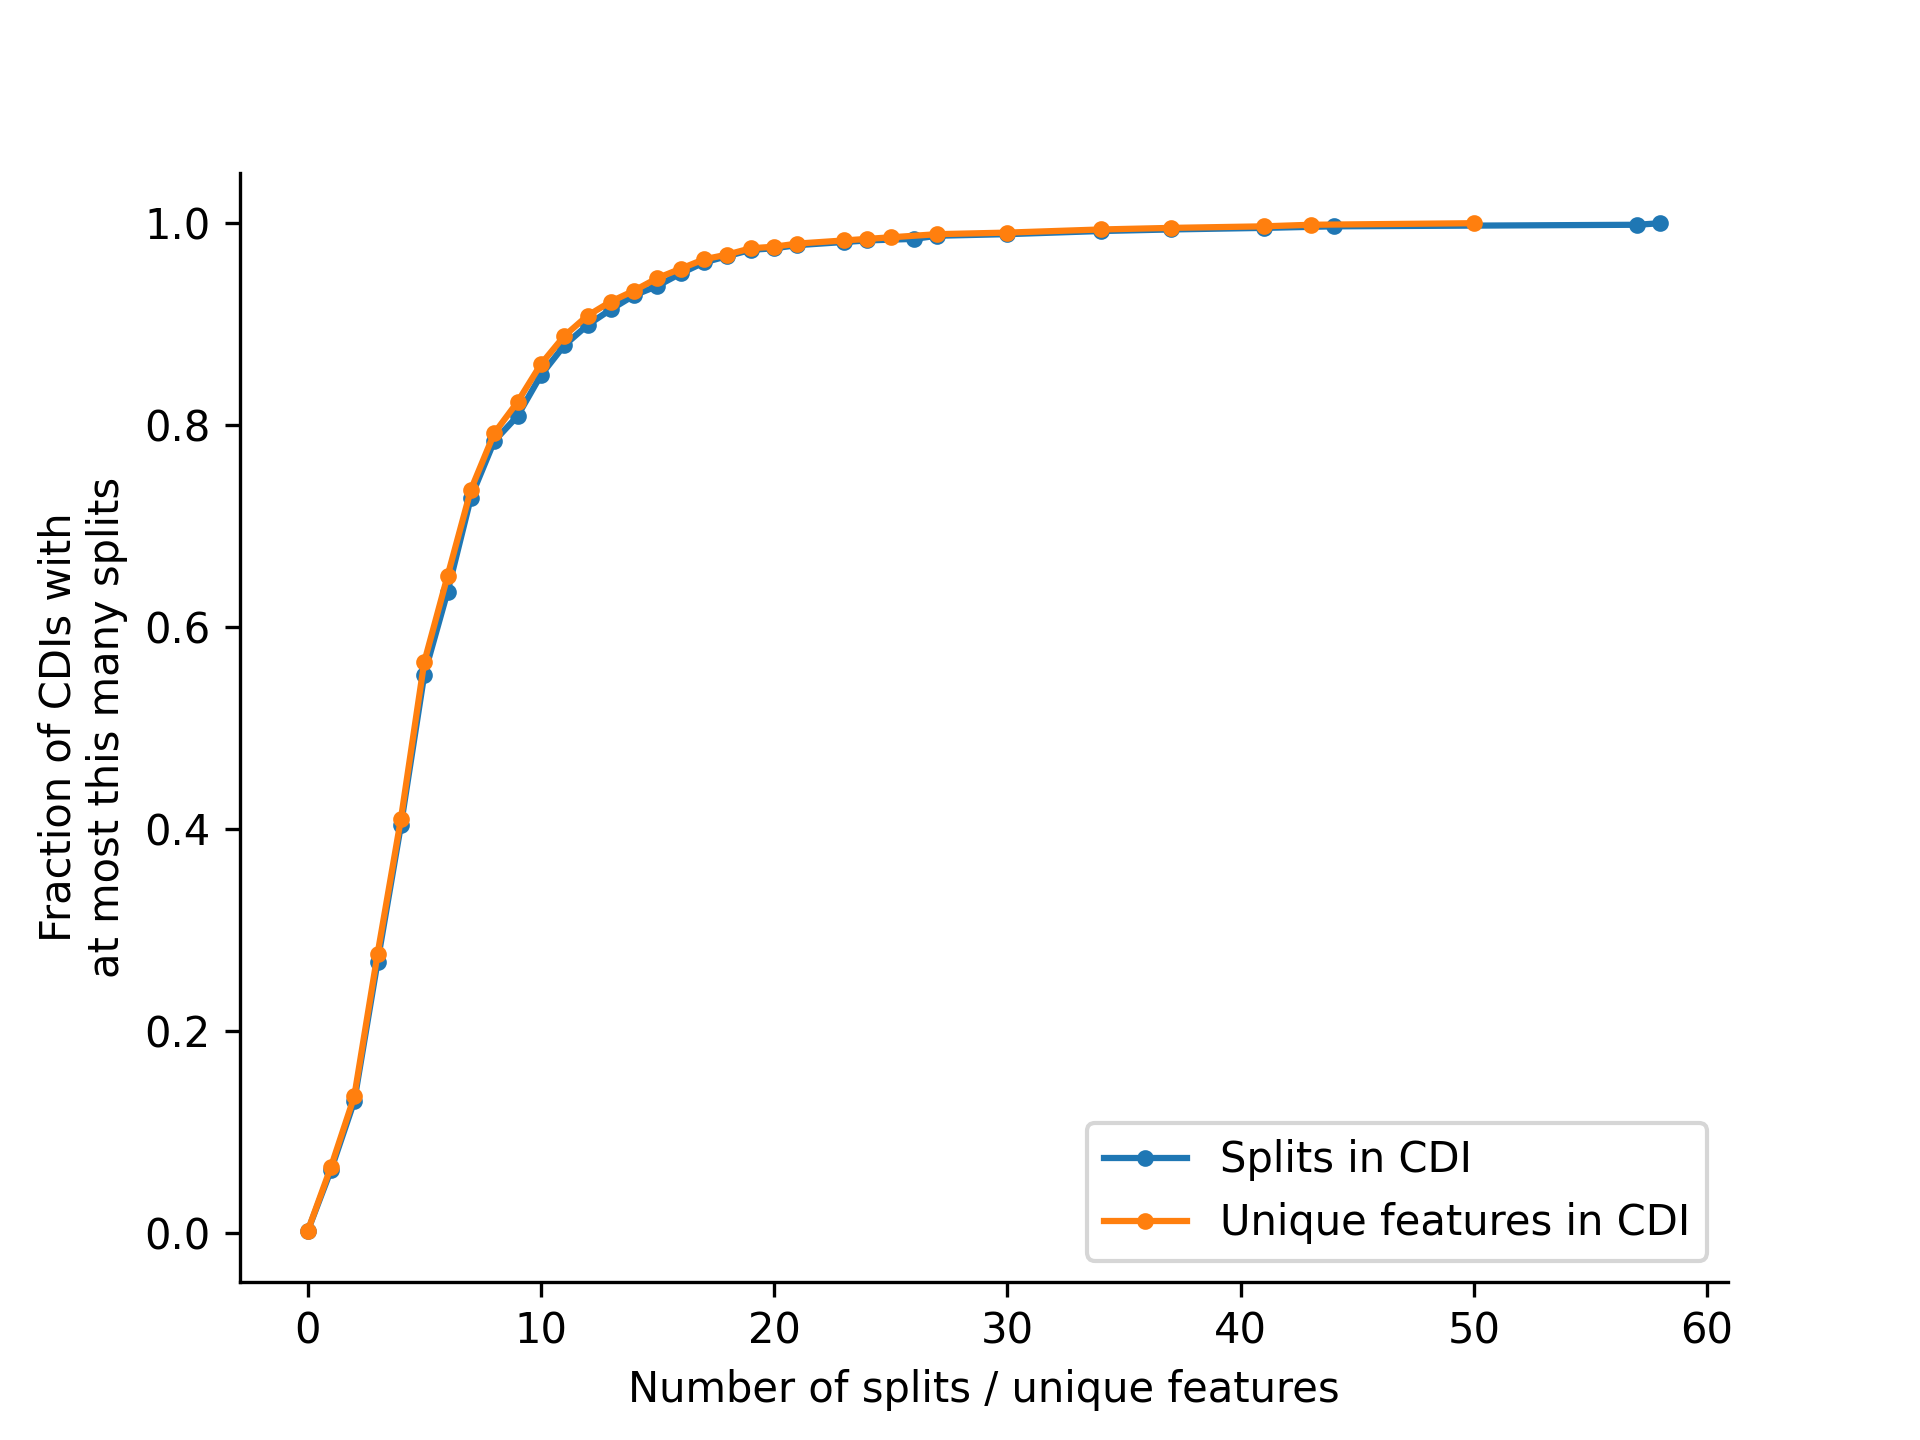 1.0
0.8
0.6
0.4
0.2
0.0
Fraction of CDIs with
at most this many splits
Splits in CDI
Unique features in CDI
0 10 20 30 40 50 60
Number of splits / unique features